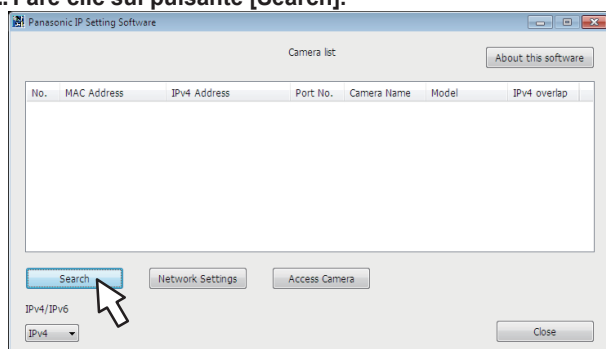 Fare clic sul pulsante [Search].
Panasonic IP Setting Software
Camera list
About this software
No. MAC Address IPv4 Address Port No. Camera Name Model IPv4 overlap
Search Network Settings Access Camera
IPv4/IPv6
IPv4 Close